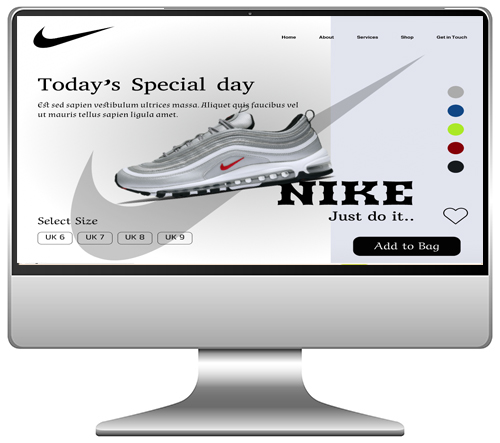 Home About Services Shop Get in Touch
Today's Special day
Est sed sapien vestibulum ultrices massa. Aliquet quis faucibus vel
ut mauris tellus sapien ligula amet.
NIKE
Just do it..
Select Size
UK 6 UK 7 UK 8 UK 9
Add to Bag